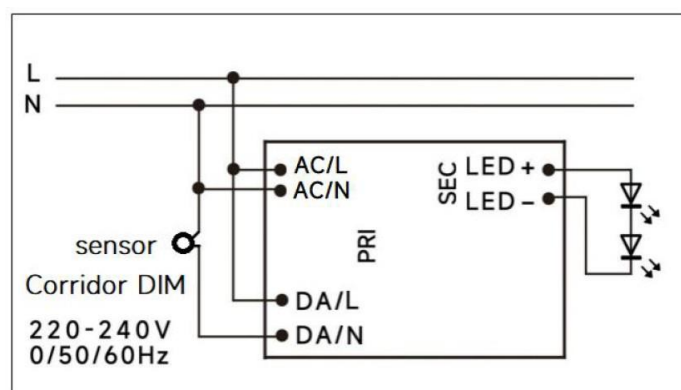 L
N
AC/L
AC/N
SEC
LED +
LED –
PRI
sensor
Corridor DIM
DA/L
DA/N
220-240V
0/50/60Hz